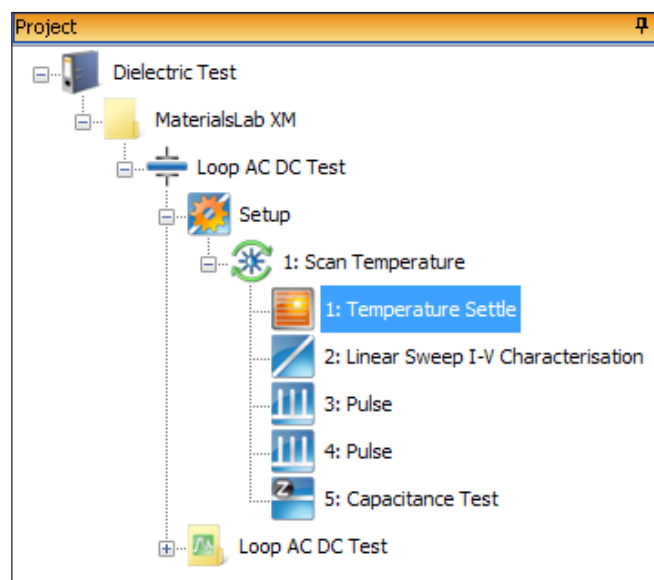 Project
Dielectric Test
MaterialsLab XM
Loop AC DC Test
Setup
1: Scan Temperature
1: Temperature Settle
2: Linear Sweep I-V Characterisation
3: Pulse
4: Pulse
5: Capacitance Test
Loop AC DC Test